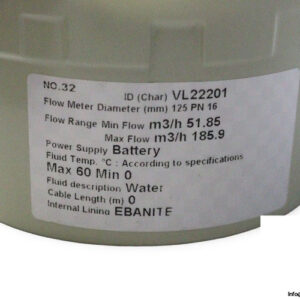 NO.32
ID (Char) VL22201
Flow Meter Diameter (mm) 125 PN 16
Flow Range Min Flow m3/h 51.85
Max Flow m3/h 185.9
Power Supply Battery
Fluid Temp. °C : According to specifications
Max 60 Min 0
Fluid description Water
Cable Length (m) 0
Internal Lining EBANITE